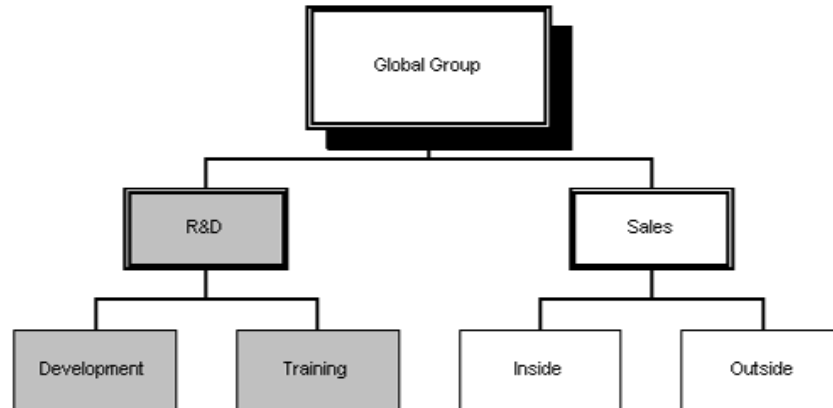 Global Group
R&D
Sales
Development
Training
Inside
Outside